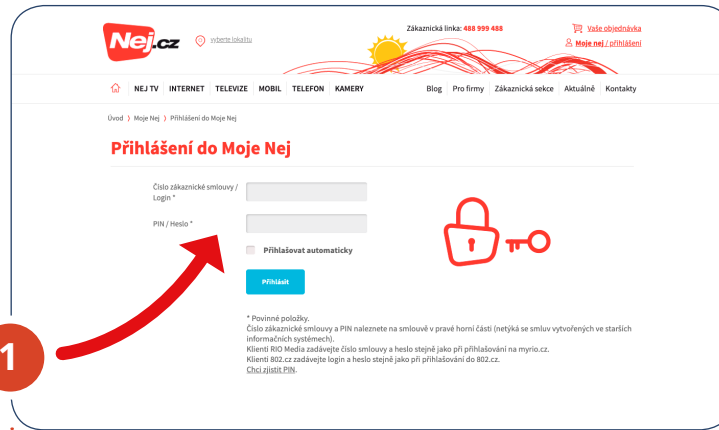 Nej.cz
vyberte lokalitu
Zákaznická linka: 488 999 488
Vaše objednávka
Moje nej / přihlášení
NEJ TV INTERNET TELEVIZE MOBIL TELEFON KAMERY
Blog Pro firmy Zákaznická sekce Aktuálně Kontakty
Úvod ❭ Moje Nej ❭ Přihlášení do Moje Nej
Přihlášení do Moje Nej
Číslo zákaznické smlouvy /
Login *
PIN / Heslo *
Přihlašovat automaticky
Přihlásit
* Povinné položky.
Číslo zákaznické smlouvy a PIN naleznete na smlouvě v pravé horní části (netýká se smluv vytvořených ve starších
informačních systémech).
Klienti RIO Media zadávejte číslo smlouvy a heslo stejně jako při přihlašování na myrio.cz.
Klienti 802.cz zadávejte login a heslo stejně jako při přihlašování do 802.cz.
Chci zjistit PIN.
1